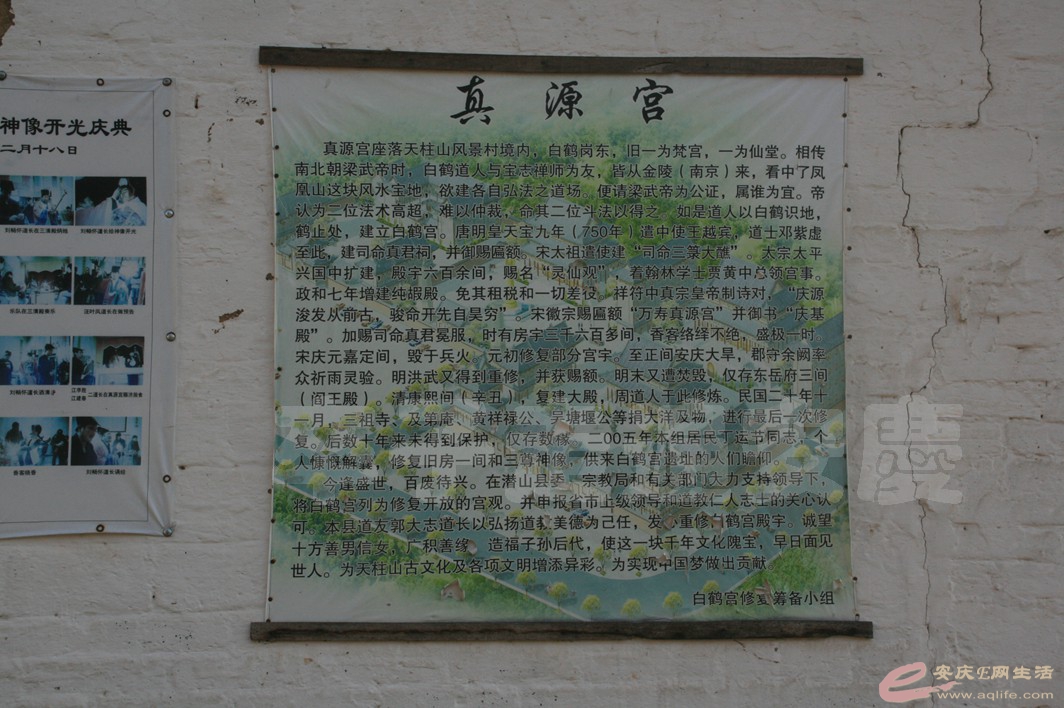 神像开光庆典
二月十八日
真源宫
真源宫座落天柱山风景村境内，白鹤岗东，旧一为梵宫，一为仙堂。相传
南北朝梁武帝时，白鹤道人与宝志禅师为友，皆从金陵（南京）来，看中了凤
凰山这块风水宝地，欲建各自弘法之道场。便请梁武帝为公证，属谁为宜。帝
认为二位法术高超，难以仲裁，命其二位斗法以得之。如是道人以白鹤识地，
鹤止处，建立白鹤宫。唐明皇天宝九年（750年）遣中使王越宾，道士邓紫虚
至此，建司命真君祠，并御赐匾额。宋太祖遣使建“司命三箓大醮”。太宗太平
兴国中扩建，殿宇六百余间，赐名“灵仙观”，着翰林学士贾黄中总领宫事。
政和七年增建纯嘏殿。免其租税和一切差役。祥符中真宗皇帝制诗对，“庆源
浚发从前古，骏命开先自昊穷”。宋徽宗赐匾额“万寿真源宫”并御书“庆基
殿”。加赐司命真君冕服，时有房宇三千六百多间，香客络绎不绝，盛极一时。
宋庆元嘉定间，毁于兵火。元初修复部分宫宇。至正间安庆大旱，郡守余阙率
众祈雨灵验。明洪武又得到重修，并获赐额。明末又遭焚毁，仅存东岳府三间
（阎王殿）。清康熙间（辛丑），复建大殿，周道人于此修炼。民国二十年十
一月，三祖寺、及第庵、黄祥禄公、吴塘堰公等捐大洋及物，进行最后一次修
复。后数十年来未得到保护，仅存数橼。二00五年本组居民丁运节同志，个
人慷慨解囊，修复旧房一间和三尊神像，供来白鹤宫遗址的人们瞻仰。
今逢盛世，百废待兴。在潜山县委、宗教局和有关部门大力支持领导下，
将白鹤宫列为修复开放的宫观。并申报省市上级领导和道教仁人志士的关心认
可。本县道友郭大志道长以弘扬道教美德为己任，发心重修白鹤宫殿宇。诚望
十方善男信女，广积善缘，造福子孙后代，使这一块千年文化隗宝，早日面见
世人。为天柱山古文化及各项文明增添异彩。为实现中国梦做出贡献。
白鹤宫修复筹备小组
慶
安庆E网生活
www.aqlife.com